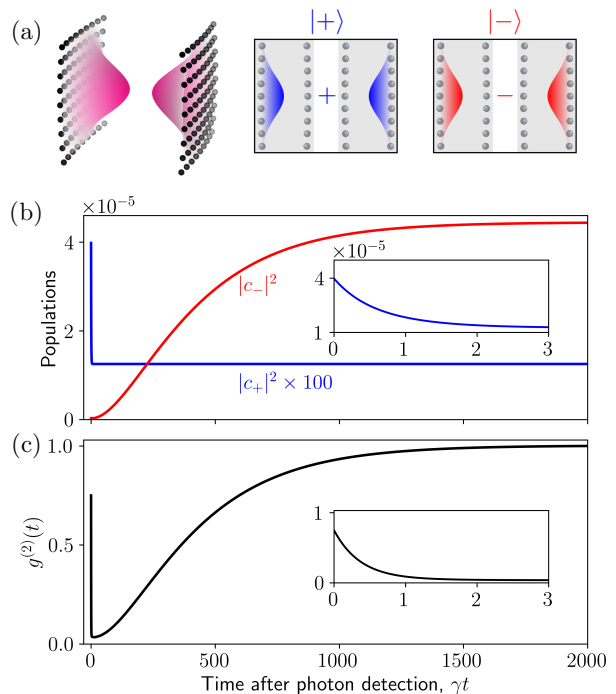 (a)
|+⟩
|−⟩
+
−
(b)
×10⁻⁵
Populations
4
2
0
|c₋|²
|c₊|² × 100
×10⁻⁵
4
1
0 1 2 3
(c)
g⁽²⁾(t)
1.0
0.5
0.0
1
0
0 1 2 3
0 500 1000 1500 2000
Time after photon detection, γt